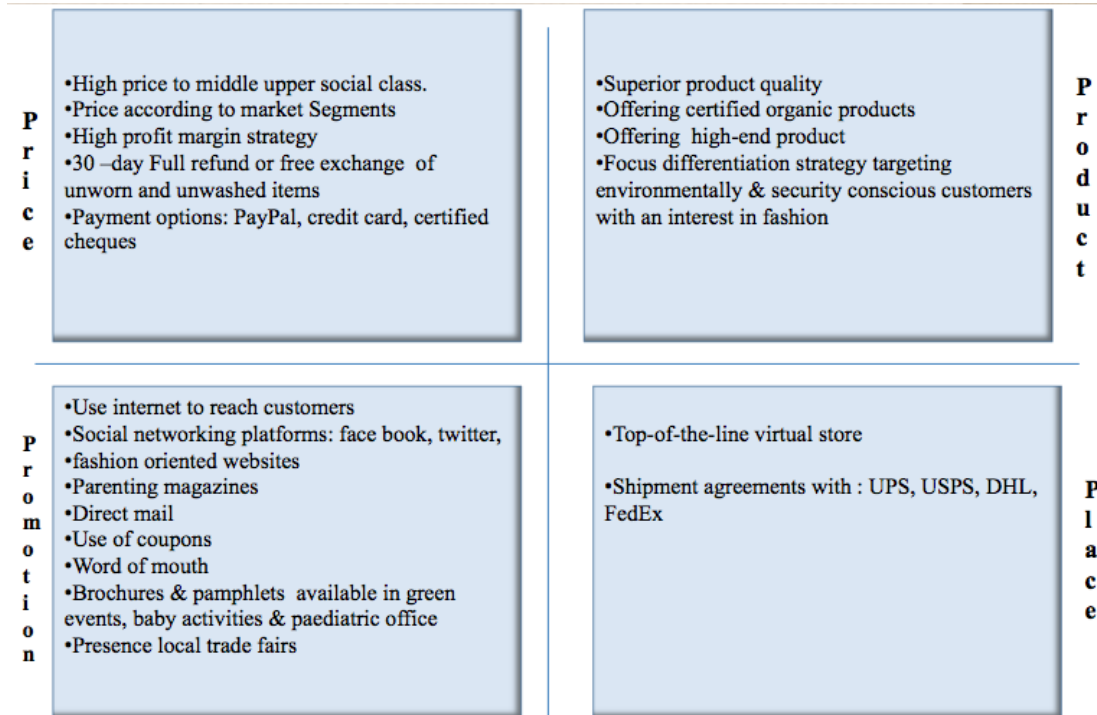 Price
•High price to middle upper social class.
•Price according to market Segments
•High profit margin strategy
•30 –day Full refund or free exchange of
unworn and unwashed items
•Payment options: PayPal, credit card, certified
cheques
•Superior product quality
•Offering certified organic products
•Offering high-end product
•Focus differentiation strategy targeting
environmentally & security conscious customers
with an interest in fashion
Product
Promotion
•Use internet to reach customers
•Social networking platforms: face book, twitter,
•fashion oriented websites
•Parenting magazines
•Direct mail
•Use of coupons
•Word of mouth
•Brochures & pamphlets available in green
events, baby activities & paediatric office
•Presence local trade fairs
•Top-of-the-line virtual store
•Shipment agreements with : UPS, USPS, DHL,
FedEx
Place